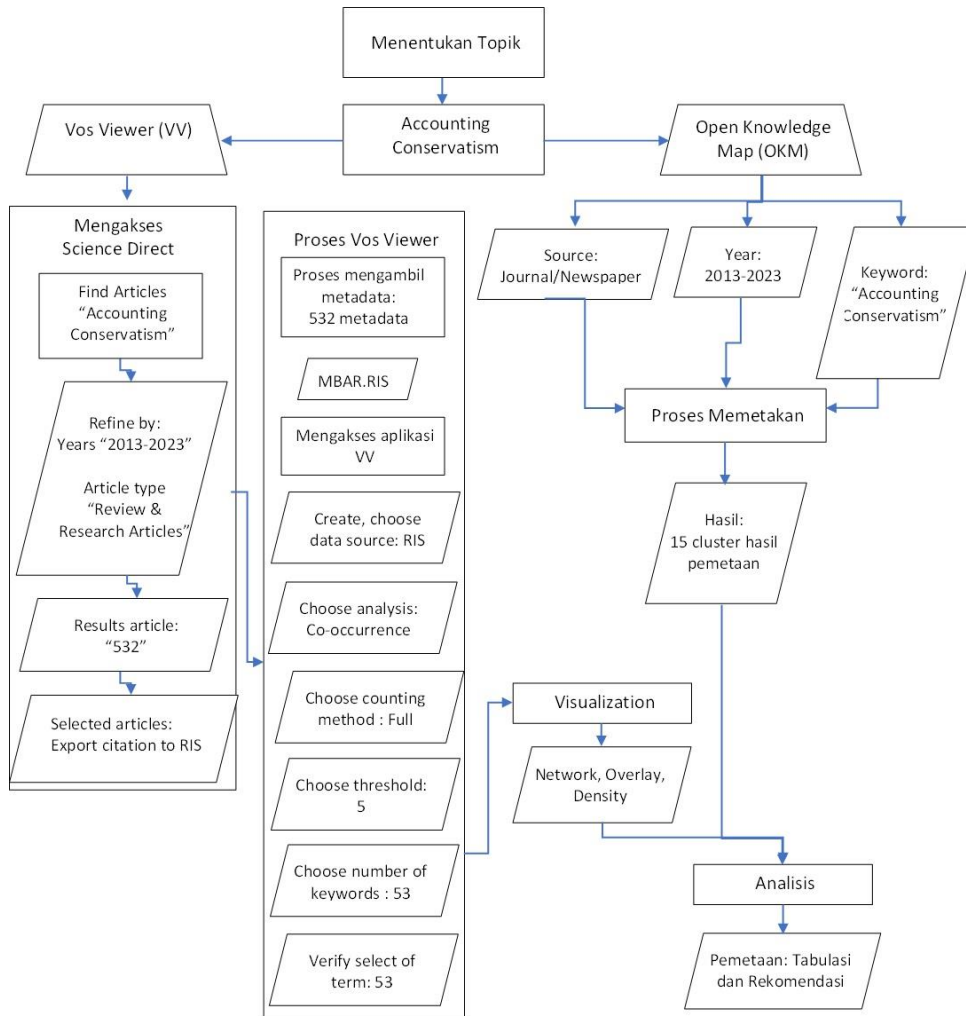 Menentukan Topik
Vos Viewer (VV)
Accounting
Conservatism
Open Knowledge
Map (OKM)
Mengakses
Science Direct
Find Articles
“Accounting
Conservatism”
Refine by:
Years “2013-2023”
Article type
“Review &
Research Articles”
Results article:
“532”
Selected articles:
Export citation to RIS
Proses Vos Viewer
Proses mengambil
metadata:
532 metadata
MBAR.RIS
Mengakses aplikasi
VV
Create, choose
data source: RIS
Choose analysis:
Co-occurrence
Choose counting
method : Full
Choose threshold:
5
Choose number of
keywords : 53
Verify select of
term: 53
Source:
Journal/Newspaper
Year:
2013-2023
Keyword:
“Accounting
Conservatism”
Proses Memetakan
Hasil:
15 cluster hasil
pemetaan
Visualization
Network, Overlay,
Density
Analisis
Pemetaan: Tabulasi
dan Rekomendasi